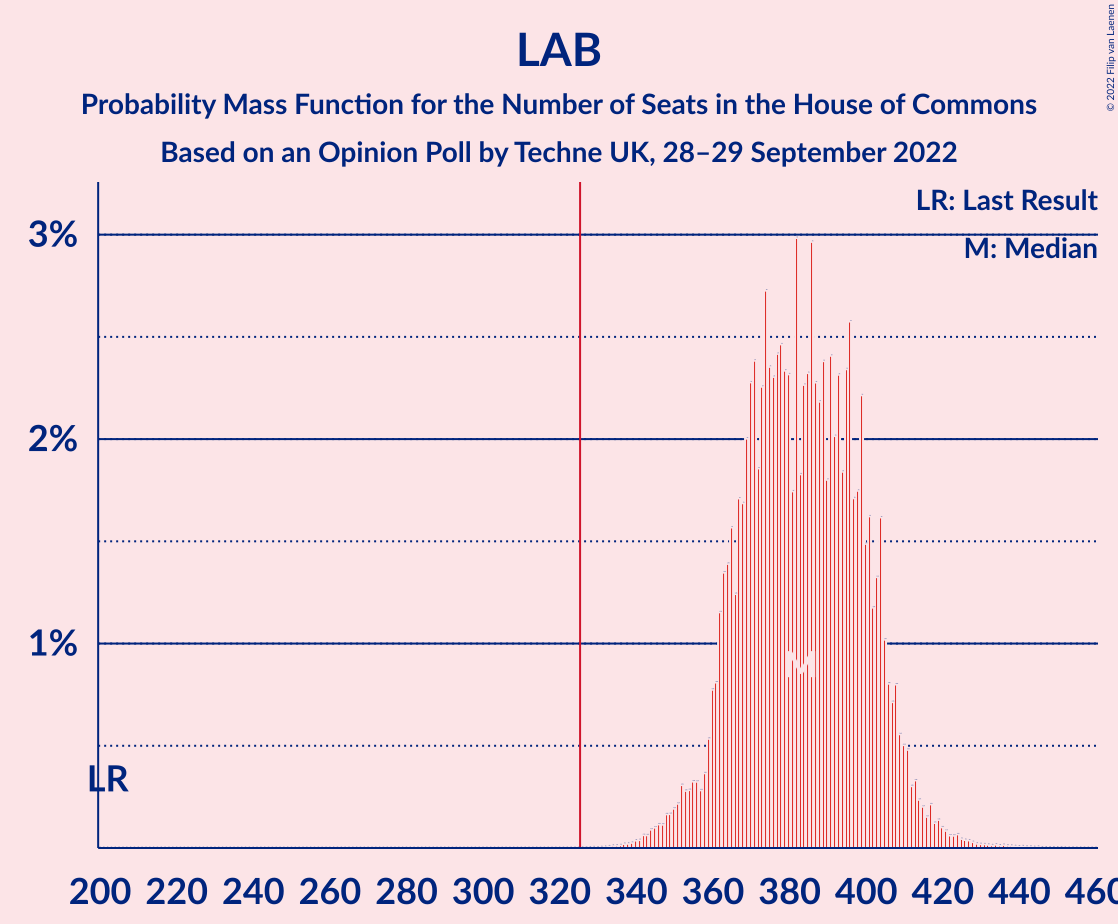 LAB
Probability Mass Function for the Number of Seats in the House of Commons
Based on an Opinion Poll by Techne UK, 28–29 September 2022
© 2022 Filip van Laenen
LR: Last Result
M: Median
3%
2%
1%
LR
M
200 220 240 260 280 300 320 340 360 380 400 420 440 460